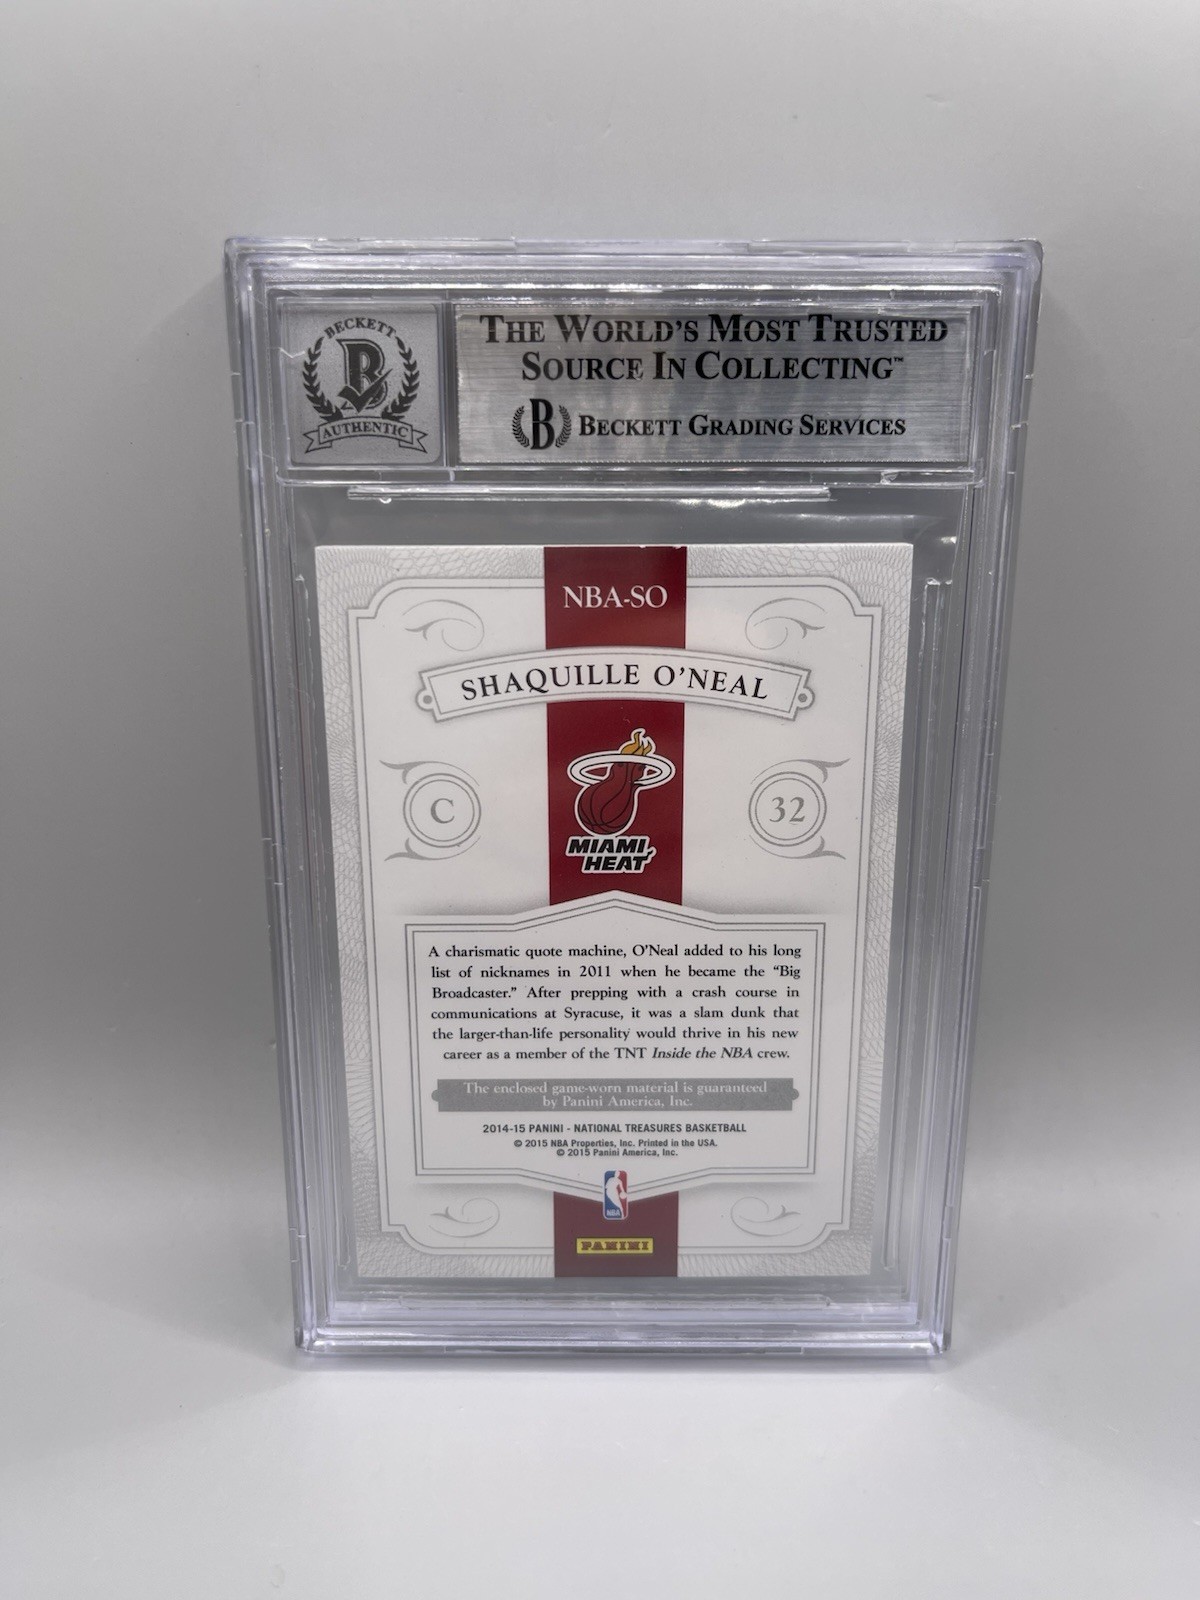 BECKETT
B
AUTHENTIC
THE WORLD'S MOST TRUSTED
SOURCE IN COLLECTING™
B BECKETT GRADING SERVICES
NBA-SO
SHAQUILLE O'NEAL
C
32
MIAMI
HEAT
A charismatic quote machine, O'Neal added to his long
list of nicknames in 2011 when he became the "Big
Broadcaster." After prepping with a crash course in
communications at Syracuse, it was a slam dunk that
the larger-than-life personality would thrive in his new
career as a member of the TNT Inside the NBA crew.
The enclosed game-worn material is guaranteed
by Panini America, Inc.
2014-15 PANINI - NATIONAL TREASURES BASKETBALL
© 2015 NBA Properties, Inc. Printed in the USA.
© 2015 Panini America, Inc.
NBA
PANINI